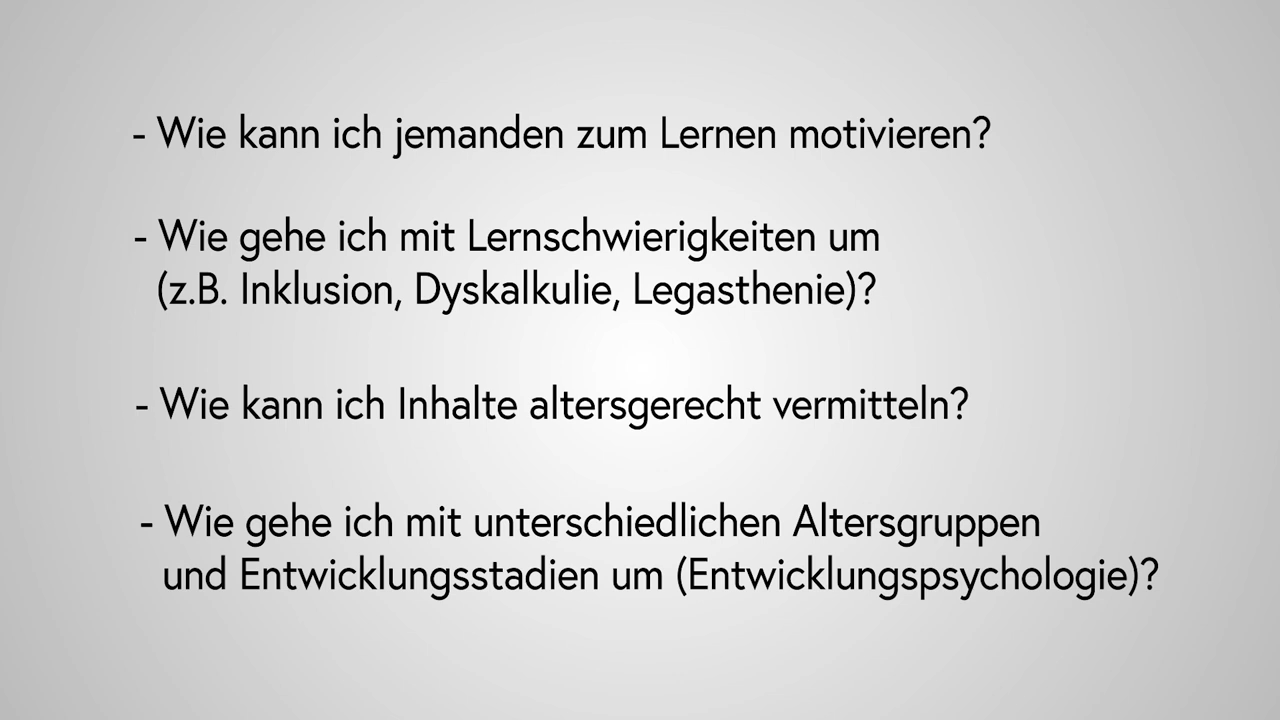 - Wie kann ich jemanden zum Lernen motivieren?
- Wie gehe ich mit Lernschwierigkeiten um
(z.B. Inklusion, Dyskalkulie, Legasthenie)?
- Wie kann ich Inhalte altersgerecht vermitteln?
- Wie gehe ich mit unterschiedlichen Altersgruppen
und Entwicklungsstadien um (Entwicklungspsychologie)?